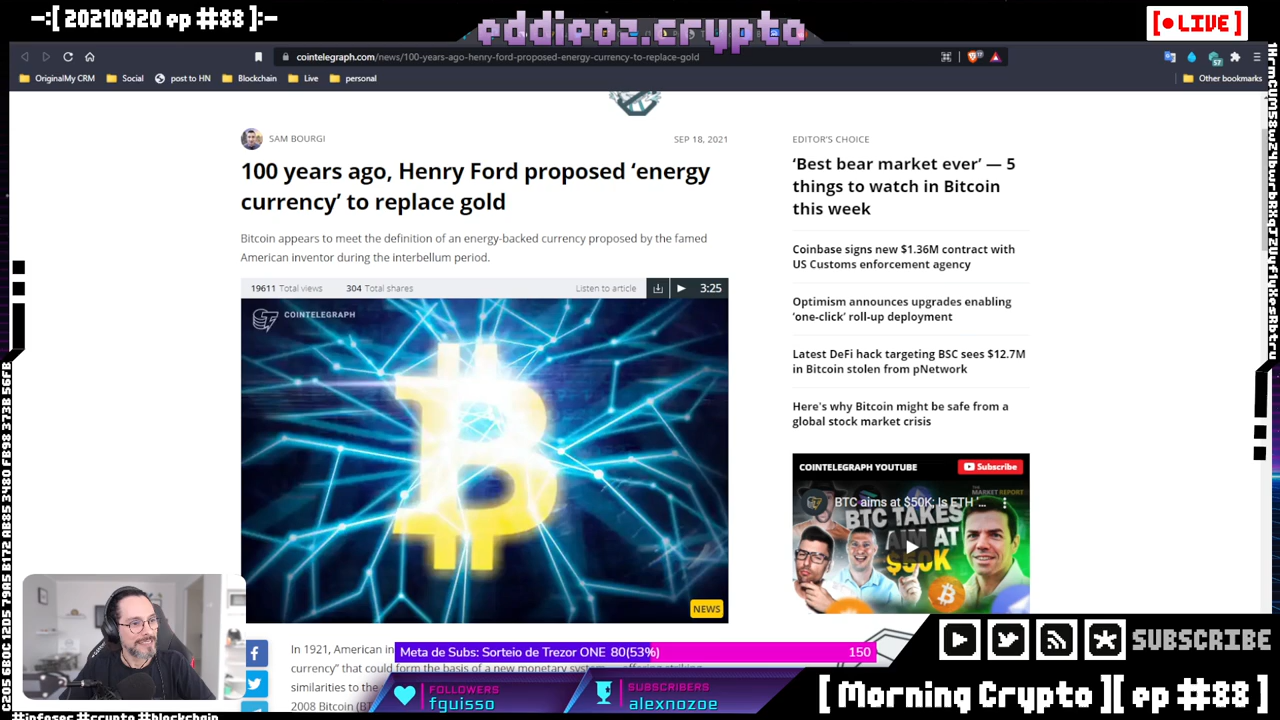 -:[ 20210920 ep #88 ]:-
eddieoz.crypto
[ LIVE ]
cointelegraph.com/news/100-years-ago-henry-ford-proposed-energy-currency-to-replace-gold
OriginalMy CRM
Social
post to HN
Blockchain
Live
personal
Other bookmarks
SAM BOURGI
SEP 18, 2021
100 years ago, Henry Ford proposed ‘energy
currency’ to replace gold
Bitcoin appears to meet the definition of an energy-backed currency proposed by the famed
American inventor during the interbellum period.
19611 Total views
304 Total shares
Listen to article
3:25
COINTELEGRAPH
NEWS
In 1921, American in
currency” that could form the basis of a new monetary system
similarities to the
2008 Bitcoin (BT
EDITOR’S CHOICE
‘Best bear market ever’ — 5
things to watch in Bitcoin
this week
Coinbase signs new $1.36M contract with
US Customs enforcement agency
Optimism announces upgrades enabling
‘one-click’ roll-up deployment
Latest DeFi hack targeting BSC sees $12.7M
in Bitcoin stolen from pNetwork
Here's why Bitcoin might be safe from a
global stock market crisis
COINTELEGRAPH YOUTUBE
Subscribe
BTC aims at $50K; Is ETH '...
THE
MARKET REPORT
BTC TAKES
AIM AT
$50K
Meta de Subs: Sorteio de Trezor ONE 80(53%)
150
FOLLOWERS
fguisso
SUBSCRIBERS
alexnozoe
SUBSCRIBE
[ Morning Crypto ][ ep #88 ]
#infosec #crypto #blockchain